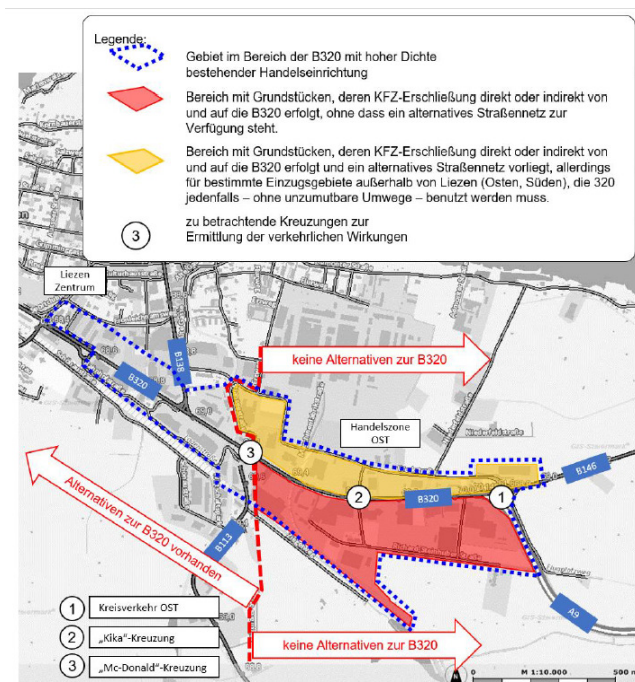 Legende:
Gebiet im Bereich der B320 mit hoher Dichte
bestehender Handelseinrichtung
Bereich mit Grundstücken, deren KFZ-Erschließung direkt oder indirekt von
und auf die B320 erfolgt, ohne dass ein alternatives Straßennetz zur
Verfügung steht.
Bereich mit Grundstücken, deren KFZ-Erschließung direkt oder indirekt von
und auf die B320 erfolgt und ein alternatives Straßennetz vorliegt, allerdings
für bestimmte Einzugsgebiete außerhalb von Liezen (Osten, Süden), die 320
jedenfalls – ohne unzumutbare Umwege – benutzt werden muss.
3
zu betrachtende Kreuzungen zur
Ermittlung der verkehrlichen Wirkungen
Liezen
Zentrum
B138
keine Alternativen zur B320
B320
Handelszone
OST
3
B146
2
B320
1
Alternativen zur B320 vorhanden
B113
A9
1
Kreisverkehr OST
2
„Kika“-Kreuzung
3
„Mc-Donald“-Kreuzung
keine Alternativen zur B320
N
0
M 1:10.000
500 m